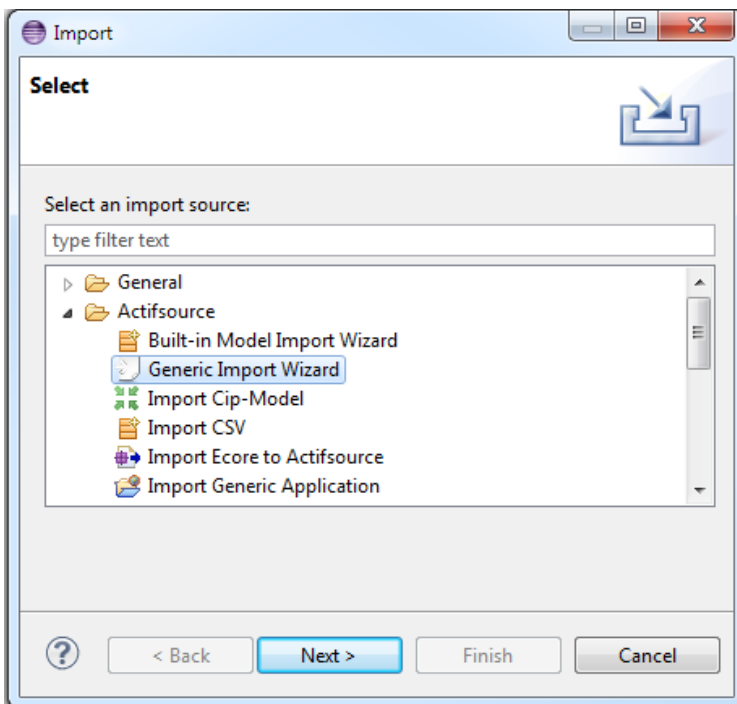 Import
Select
Select an import source:
type filter text
General
Actifsource
Built-in Model Import Wizard
Generic Import Wizard
Import Cip-Model
Import CSV
Import Ecore to Actifsource
Import Generic Application
? < Back Next > Finish Cancel